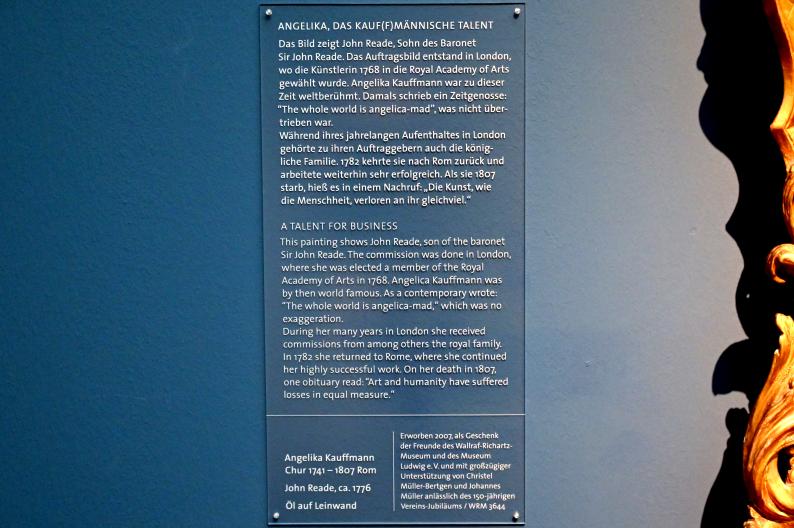 ANGELIKA, DAS KAUF(F)MÄNNISCHE TALENT
Das Bild zeigt John Reade, Sohn des Baronet
Sir John Reade. Das Auftragsbild entstand in London,
wo die Künstlerin 1768 in die Royal Academy of Arts
gewählt wurde. Angelika Kauffmann war zu dieser
Zeit weltberühmt. Damals schrieb ein Zeitgenosse:
"The whole world is angelica-mad", was nicht über-
trieben war.
Während ihres jahrelangen Aufenthaltes in London
gehörte zu ihren Auftraggebern auch die könig-
liche Familie. 1782 kehrte sie nach Rom zurück und
arbeitete weiterhin sehr erfolgreich. Als sie 1807
starb, hieß es in einem Nachruf: „Die Kunst, wie
die Menschheit, verloren an ihr gleichviel.“
A TALENT FOR BUSINESS
This painting shows John Reade, son of the baronet
Sir John Reade. The commission was done in London,
where she was elected a member of the Royal
Academy of Arts in 1768. Angelica Kauffmann was
by then world famous. As a contemporary wrote:
"The whole world is angelica-mad," which was no
exaggeration.
During her many years in London she received
commissions from among others the royal family.
In 1782 she returned to Rome, where she continued
her highly successful work. On her death in 1807,
one obituary read: "Art and humanity have suffered
losses in equal measure."
Angelika Kauffmann
Chur 1741 – 1807 Rom
John Reade, ca. 1776
Öl auf Leinwand
Erworben 2007, als Geschenk
der Freunde des Wallraf-Richartz-
Museum und des Museum
Ludwig e. V. und mit großzügiger
Unterstützung von Christel
Müller-Bertgen und Johannes
Müller anlässlich des 150-jährigen
Vereins-Jubiläums / WRM 3644